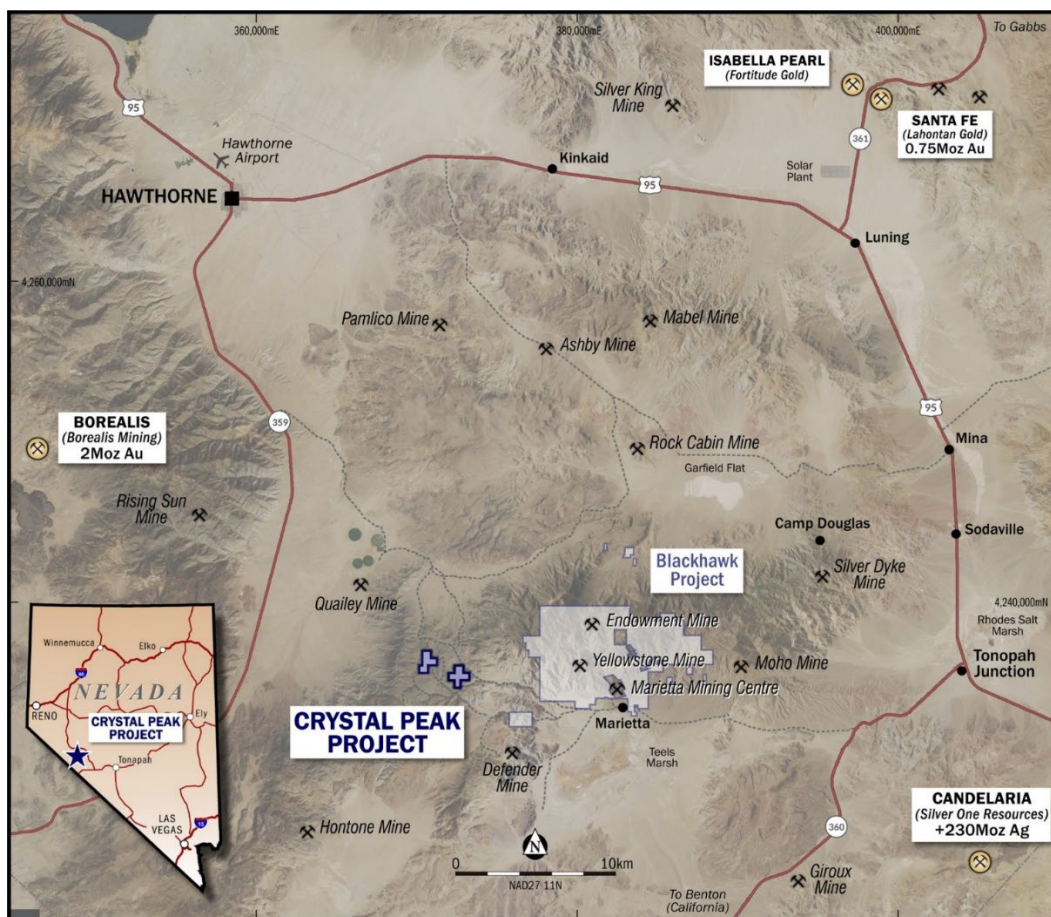 360,000mE
380,000mE
400,000mE
To Gabbs
95
Hawthorne
Airport
HAWTHORNE
Silver King
Mine
ISABELLA PEARL
(Fortitude Gold)
SANTA FE
(Lahontan Gold)
0.75Moz Au
361
Solar
Plant
Kinkaid
95
Luning
4,260,000mN
Pamlico Mine
Mabel Mine
Ashby Mine
359
95
BOREALIS
(Borealis Mining)
2Moz Au
Rock Cabin Mine
Mina
Garfield Flat
Rising Sun
Mine
Camp Douglas
Sodaville
Blackhawk
Project
Silver Dyke
Mine
Quailey Mine
4,240,000mN
Endowment Mine
Rhodes Salt
Marsh
Yellowstone Mine
Moho Mine
Tonopah
Junction
Marietta Mining Centre
Marietta
CRYSTAL PEAK
PROJECT
Teels
Marsh
Defender
Mine
CANDELARIA
(Silver One Resources)
+230Moz Ag
Hontone Mine
360
N
0
10km
NAD27 11N
Giroux
Mine
To Benton
(California)
Winnemucca
Elko
80
NEVADA
RENO
CRYSTAL PEAK
PROJECT
Ely
Tonapah
LAS
VEGAS
15